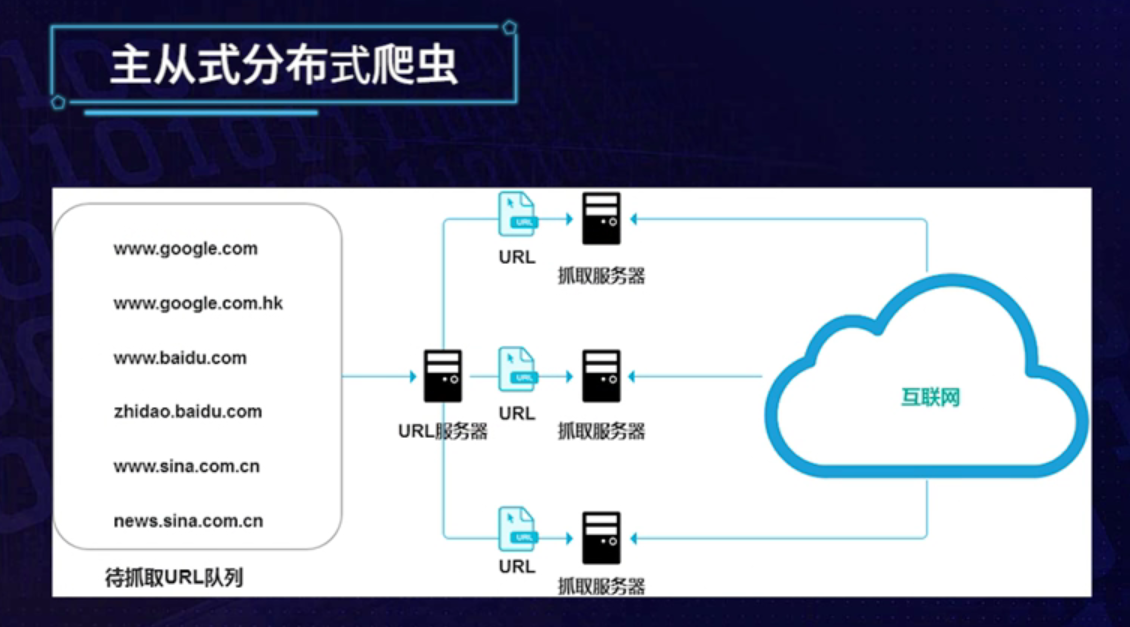 主从式分布式爬虫
www.google.com
www.google.com.hk
www.baidu.com
zhidao.baidu.com
www.sina.com.cn
news.sina.com.cn
待抓取URL队列
URL服务器
URL
URL
抓取服务器
URL
URL
抓取服务器
URL
URL
抓取服务器
互联网